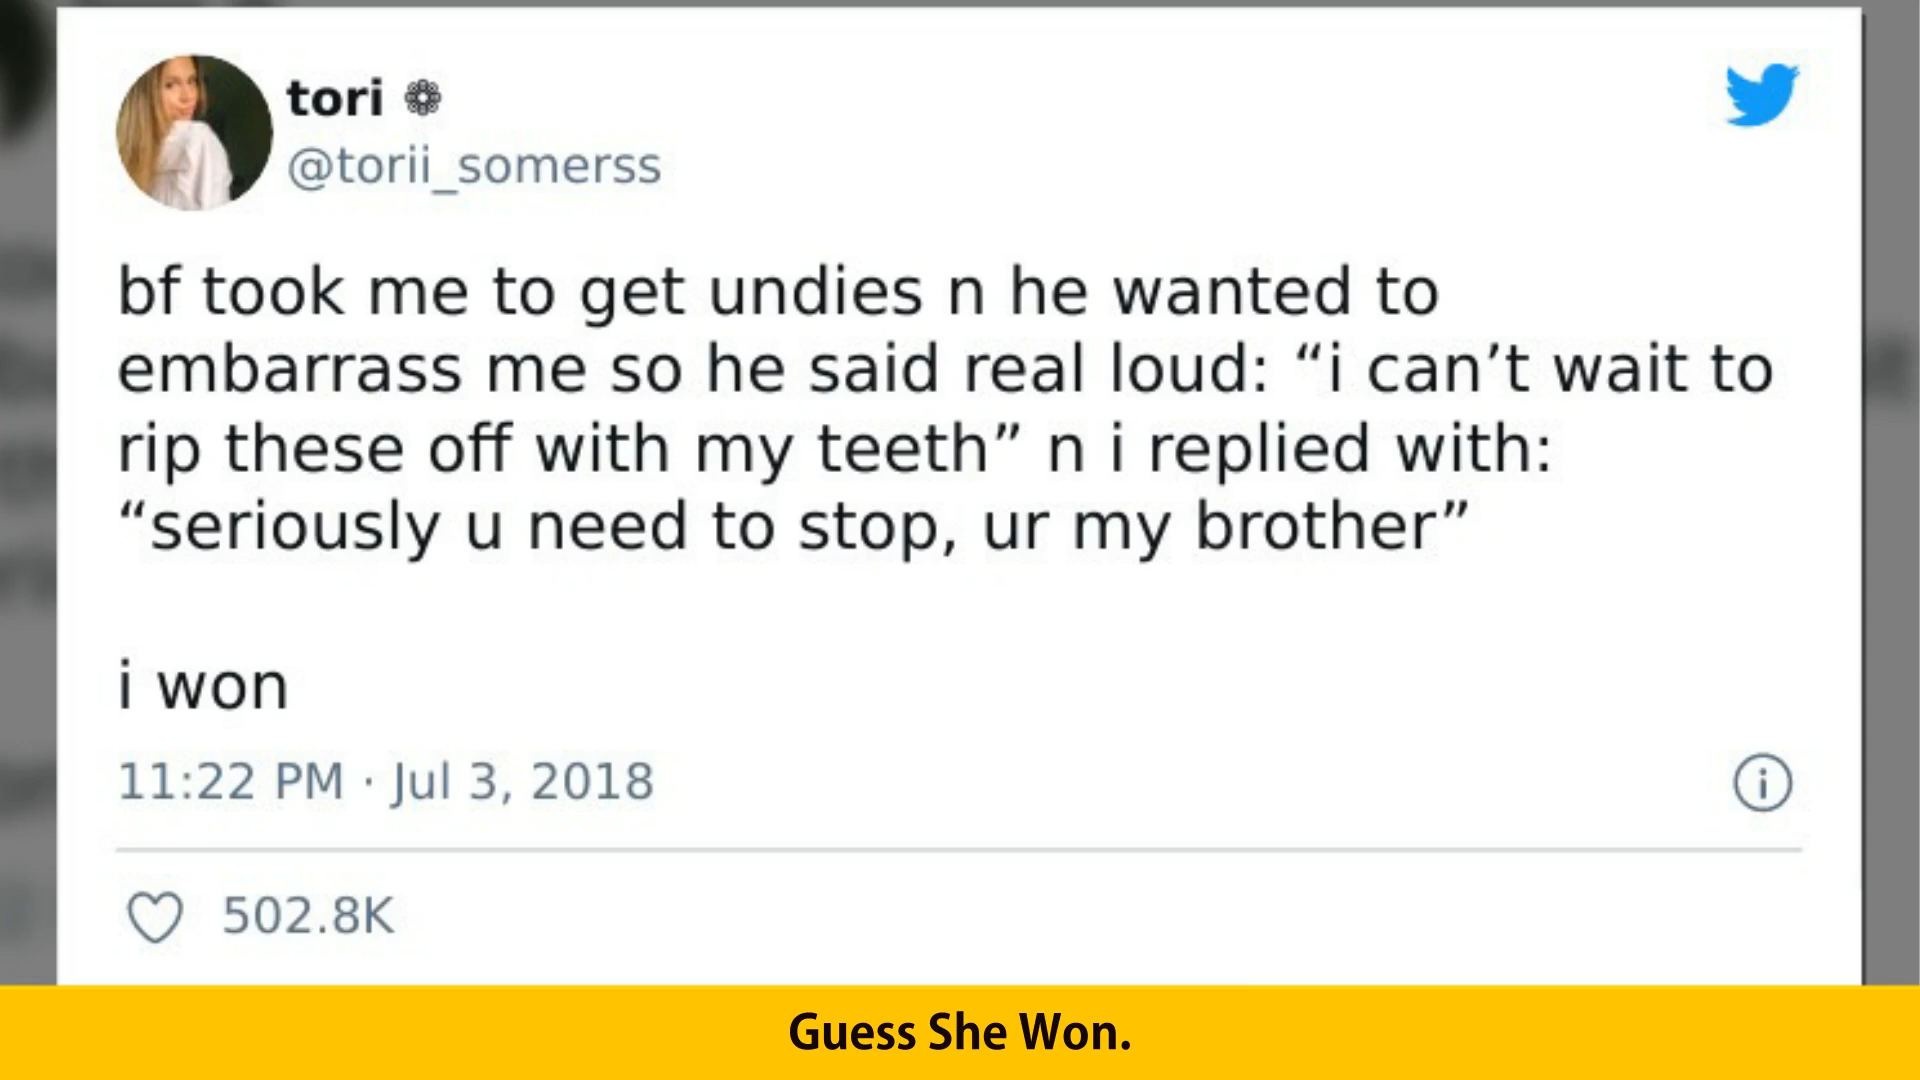 tori
@torii_somerss
bf took me to get undies n he wanted to
embarrass me so he said real loud: “i can’t wait to
rip these off with my teeth” n i replied with:
“seriously u need to stop, ur my brother”
i won
11:22 PM · Jul 3, 2018
502.8K
Guess She Won.